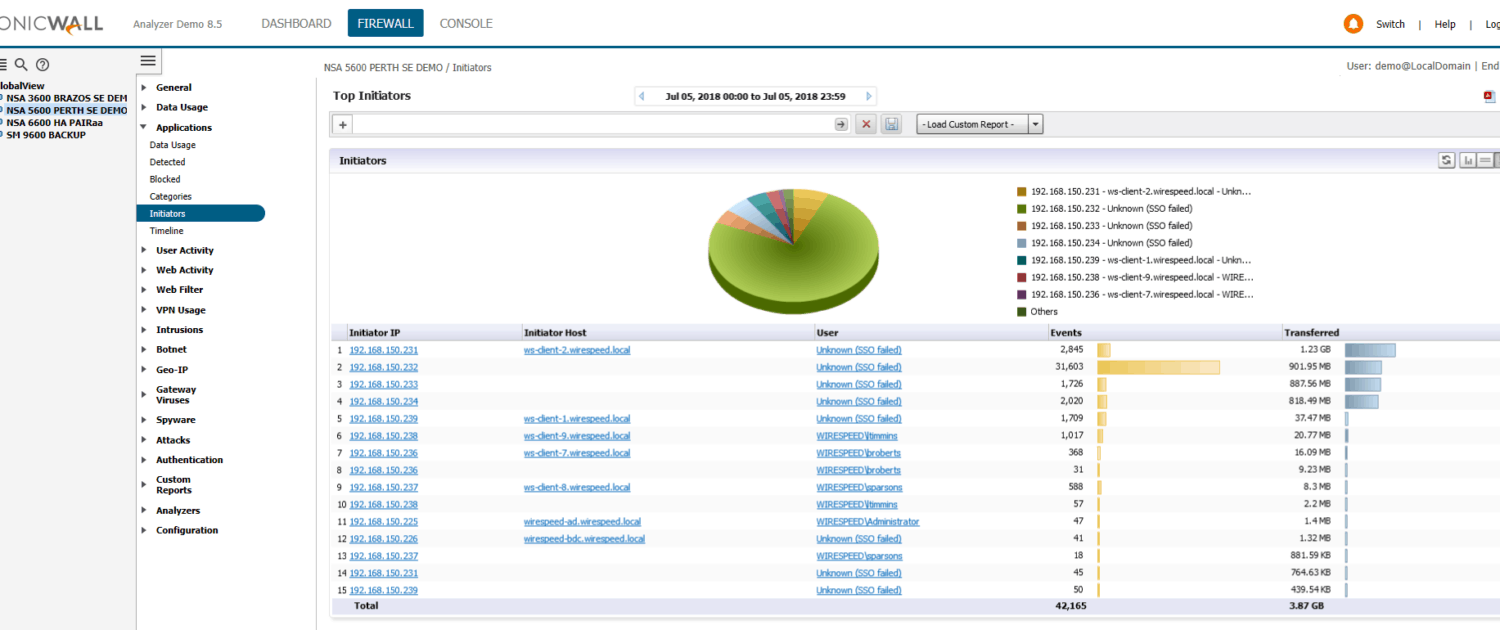 ONICWALL Analyzer Demo 8.5 DASHBOARD FIREWALL CONSOLE Switch | Help | Log
User: demo@LocalDomain | End
lobalView
NSA 3600 BRAZOS SE DEM
NSA 5600 PERTH SE DEMO
NSA 6600 HA PAIRaa
SM 9600 BACKUP
General
Data Usage
Applications
Data Usage
Detected
Blocked
Categories
Initiators
Timeline
User Activity
Web Activity
Web Filter
VPN Usage
Intrusions
Botnet
Geo-IP
Gateway
Viruses
Spyware
Attacks
Authentication
Custom
Reports
Analyzers
Configuration
NSA 5600 PERTH SE DEMO / Initiators
Top Initiators Jul 05, 2018 00:00 to Jul 05, 2018 23:59
- Load Custom Report -
Initiators
192.168.150.231 - ws-client-2.wirespeed.local - Unkn...
192.168.150.232 - Unknown (SSO failed)
192.168.150.233 - Unknown (SSO failed)
192.168.150.234 - Unknown (SSO failed)
192.168.150.239 - ws-client-1.wirespeed.local - Unkn...
192.168.150.238 - ws-client-9.wirespeed.local - WIRE...
192.168.150.236 - ws-client-7.wirespeed.local - WIRE...
Others
Initiator IP Initiator Host User Events Transferred
1 192.168.150.231 ws-client-2.wirespeed.local Unknown (SSO failed) 2,845 1.23 GB
2 192.168.150.232 Unknown (SSO failed) 31,603 901.95 MB
3 192.168.150.233 Unknown (SSO failed) 1,726 887.56 MB
4 192.168.150.234 Unknown (SSO failed) 2,020 818.49 MB
5 192.168.150.239 ws-client-1.wirespeed.local Unknown (SSO failed) 1,709 37.47 MB
6 192.168.150.238 ws-client-9.wirespeed.local WIRESPEED\jtimmins 1,017 20.77 MB
7 192.168.150.236 ws-client-7.wirespeed.local WIRESPEED\broberts 368 16.09 MB
8 192.168.150.236 WIRESPEED\broberts 31 9.23 MB
9 192.168.150.237 ws-client-8.wirespeed.local WIRESPEED\sparsons 588 8.3 MB
10 192.168.150.238 WIRESPEED\jtimmins 57 2.2 MB
11 192.168.150.225 wirespeed-ad.wirespeed.local WIRESPEED\Administrator 47 1.4 MB
12 192.168.150.226 wirespeed-bdc.wirespeed.local Unknown (SSO failed) 41 1.32 MB
13 192.168.150.237 WIRESPEED\sparsons 18 881.59 KB
14 192.168.150.231 Unknown (SSO failed) 45 764.63 KB
15 192.168.150.239 Unknown (SSO failed) 50 439.54 KB
Total 42,165 3.87 GB